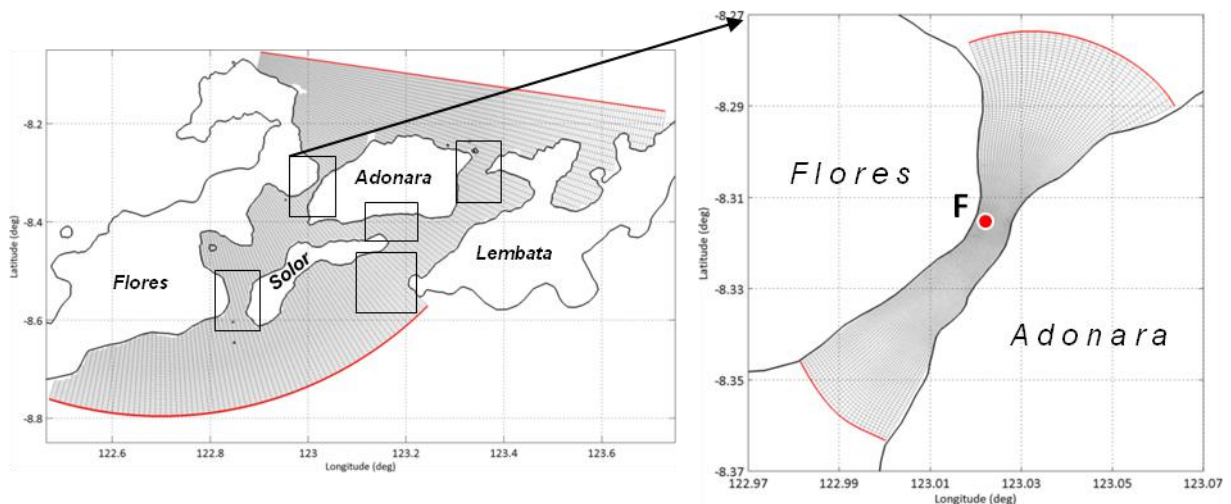 -8.2
-8.4
-8.6
-8.8
Latitude (deg)
122.6
122.8
123
123.2
123.4
123.6
Longitude (deg)
Adonara
Flores
Solor
Lembata
-8.27
-8.29
-8.31
-8.33
-8.35
-8.37
Latitude (deg)
122.97
122.99
123.01
123.03
123.05
123.07
Longitude (deg)
Flores
F
Adonara